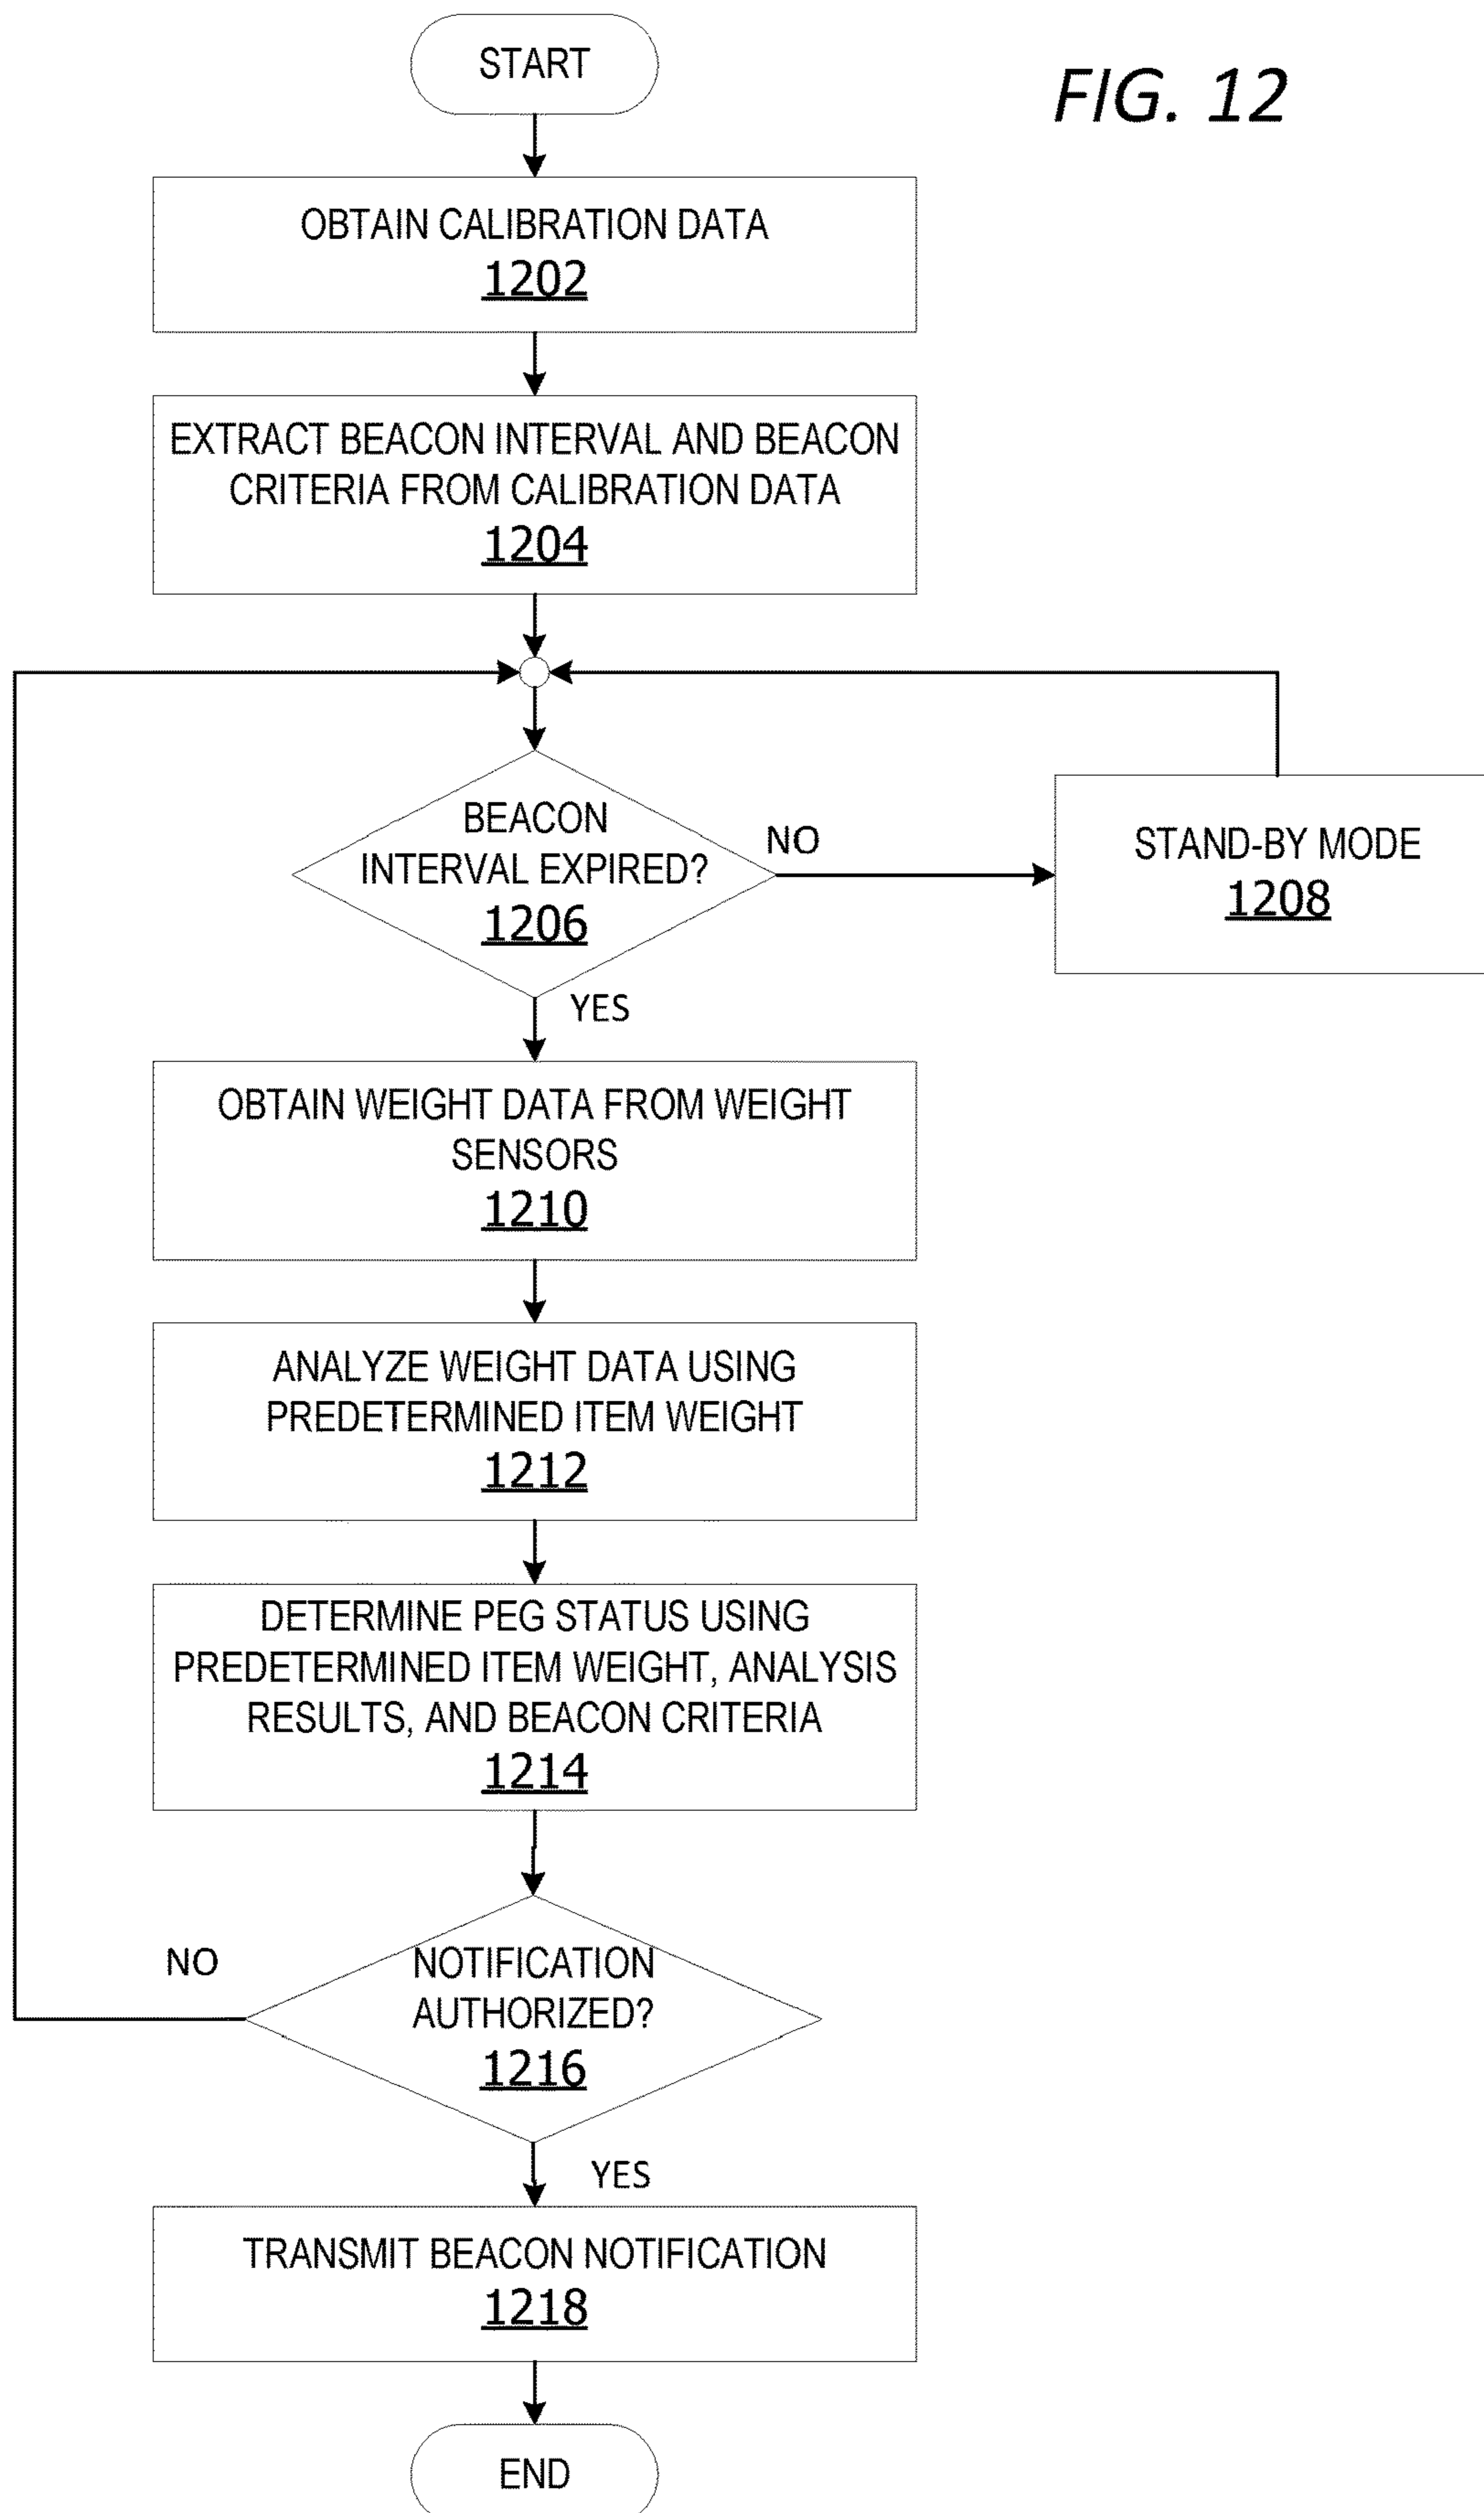 START
FIG. 12
OBTAIN CALIBRATION DATA
1202
EXTRACT BEACON INTERVAL AND BEACON
CRITERIA FROM CALIBRATION DATA
1204
BEACON
INTERVAL EXPIRED?
1206
NO
STAND-BY MODE
1208
YES
OBTAIN WEIGHT DATA FROM WEIGHT
SENSORS
1210
ANALYZE WEIGHT DATA USING
PREDETERMINED ITEM WEIGHT
1212
DETERMINE PEG STATUS USING
PREDETERMINED ITEM WEIGHT, ANALYSIS
RESULTS, AND BEACON CRITERIA
1214
NO
NOTIFICATION
AUTHORIZED?
1216
YES
TRANSMIT BEACON NOTIFICATION
1218
END